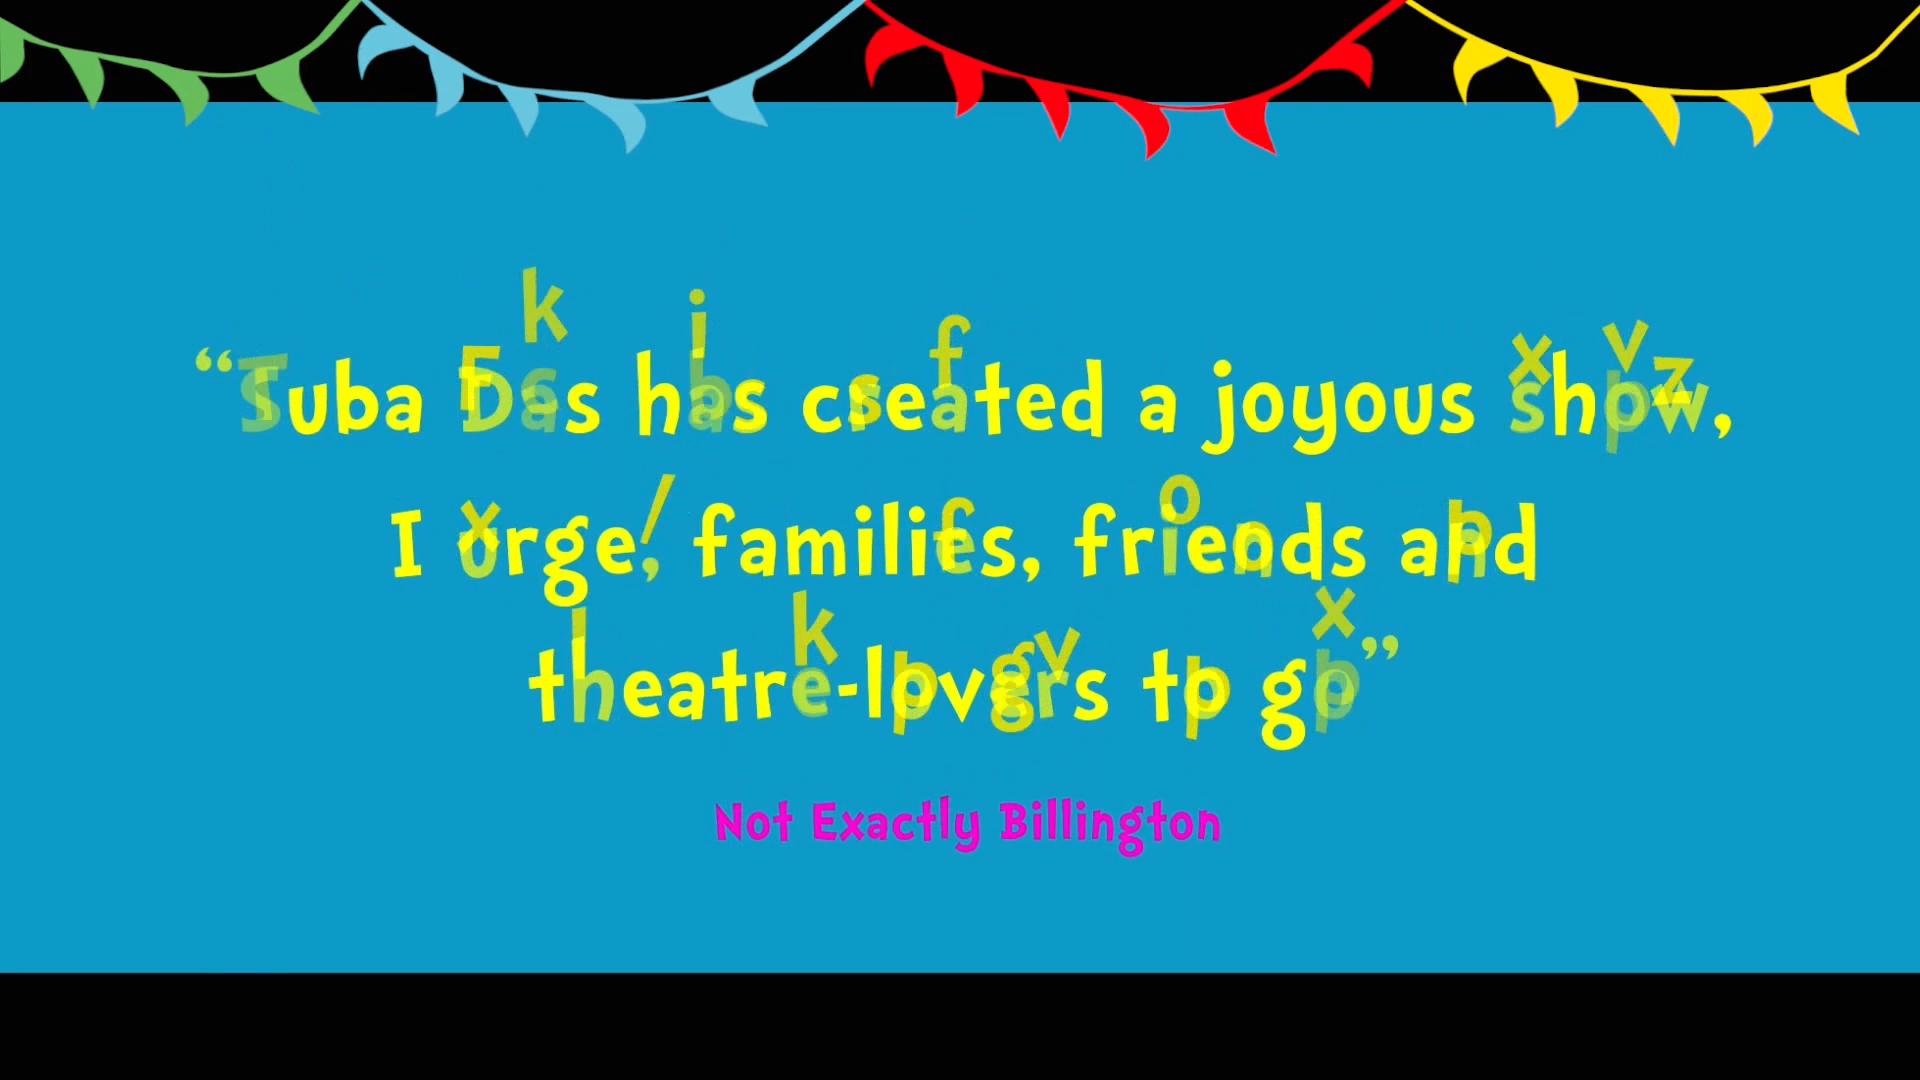 “Suba Das has created a joyous show,
I urge, families, friends and
theatre-lovers to go”
Not Exactly Billington